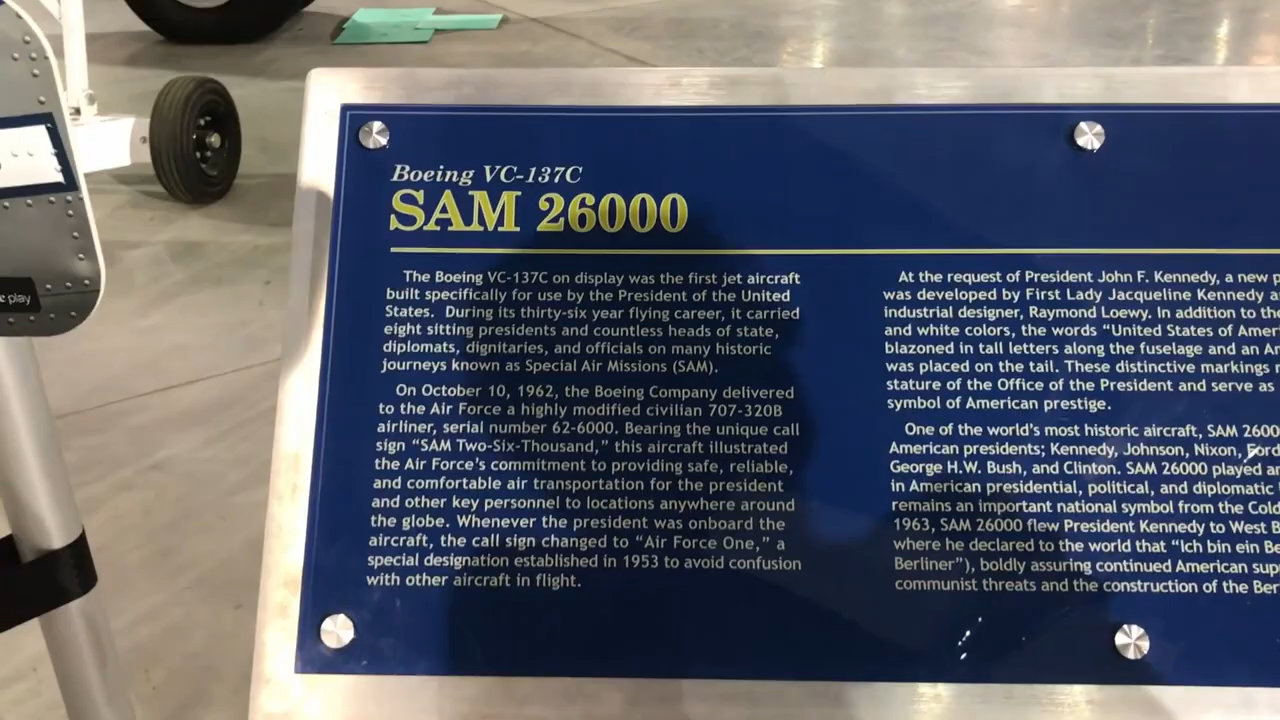 Boeing VC-137C
SAM 26000
The Boeing VC-137C on display was the first jet aircraft
built specifically for use by the President of the United
States. During its thirty-six year flying career, it carried
eight sitting presidents and countless heads of state,
diplomats, dignitaries, and officials on many historic
journeys known as Special Air Missions (SAM).
On October 10, 1962, the Boeing Company delivered
to the Air Force a highly modified civilian 707-320B
airliner, serial number 62-6000. Bearing the unique call
sign “SAM Two-Six-Thousand,” this aircraft illustrated
the Air Force’s commitment to providing safe, reliable,
and comfortable air transportation for the president
and other key personnel to locations anywhere around
the globe. Whenever the president was onboard the
aircraft, the call sign changed to “Air Force One,” a
special designation established in 1953 to avoid confusion
with other aircraft in flight.
At the request of President John F. Kennedy, a new
was developed by First Lady Jacqueline Kennedy
industrial designer, Raymond Loewy. In addition to the
and white colors, the words “United States of
blazoned in tall letters along the fuselage and an
was placed on the tail. These distinctive markings
stature of the Office of the President and serve as
symbol of American prestige.
One of the world’s most historic aircraft, SAM
American presidents; Kennedy, Johnson, Nixon, Ford
George H.W. Bush, and Clinton. SAM 26000 played
in American presidential, political, and diplomatic
remains an important national symbol from the Cold
1963, SAM 26000 flew President Kennedy to West
where he declared to the world that “Ich bin ein
Berliner”), boldly assuring continued American
communist threats and the construction of the
play